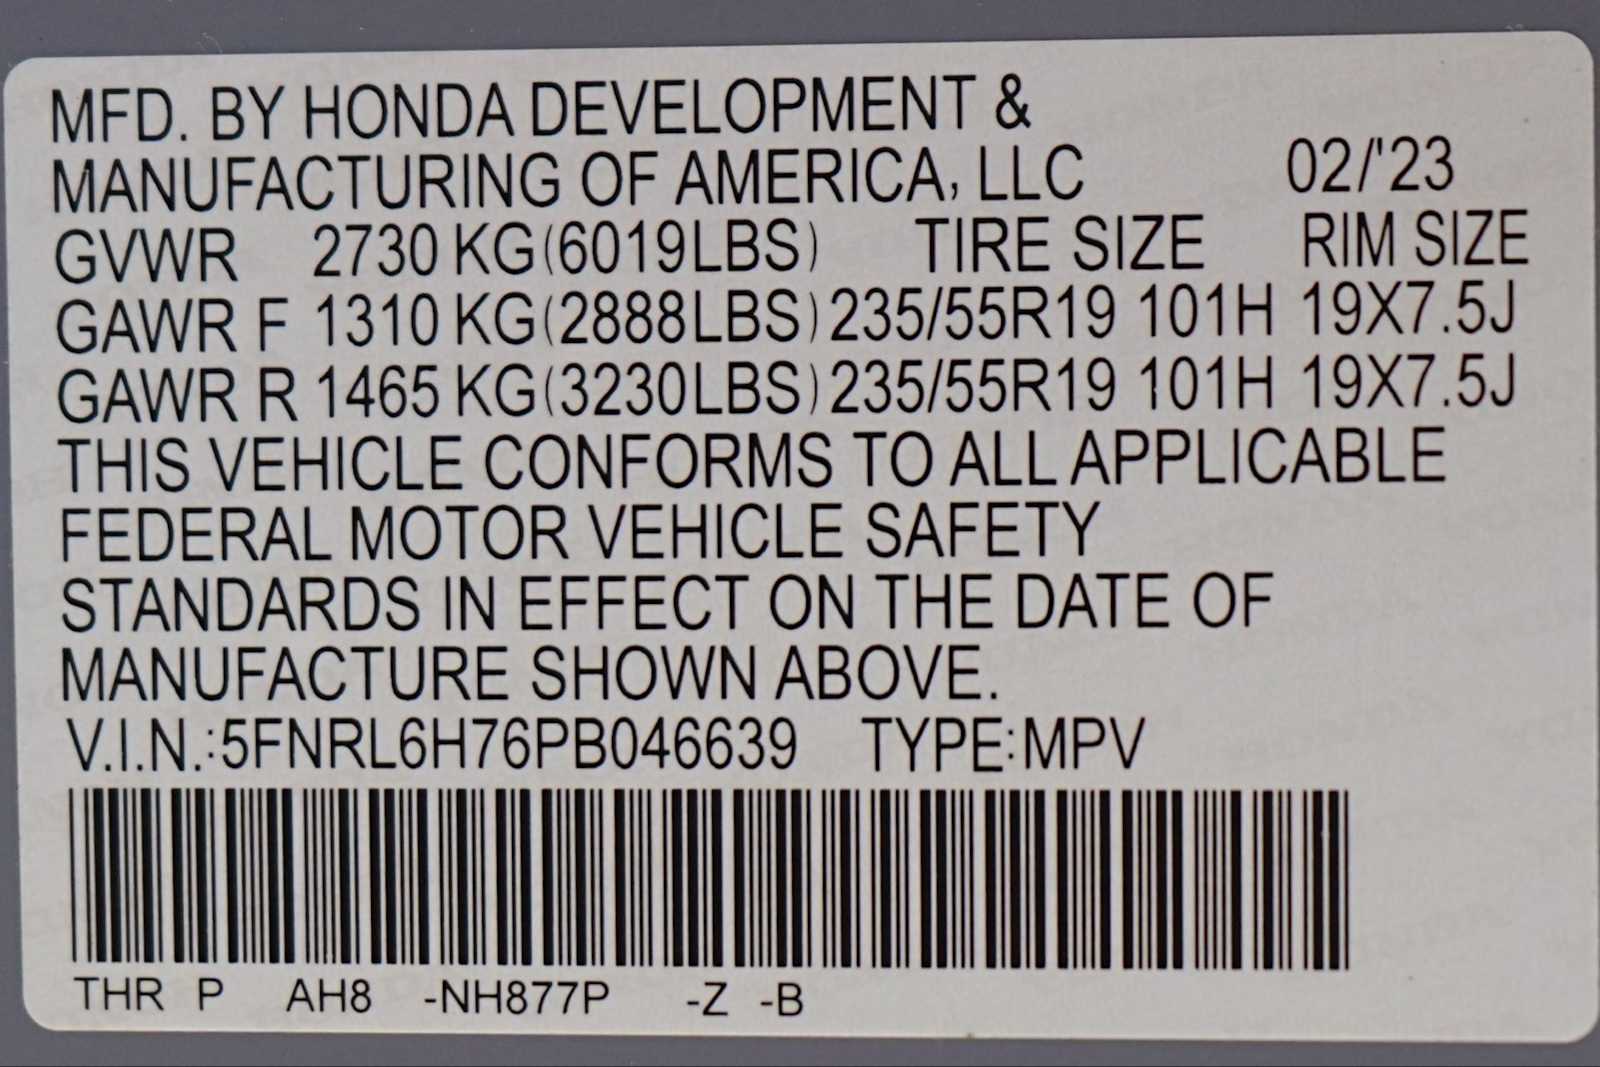 MFD. BY HONDA DEVELOPMENT &
MANUFACTURING OF AMERICA, LLC 02/'23
GVWR 2730 KG(6019LBS) TIRE SIZE RIM SIZE
GAWR F 1310 KG(2888LBS) 235/55R19 101H 19X7.5J
GAWR R 1465 KG(3230LBS) 235/55R19 101H 19X7.5J
THIS VEHICLE CONFORMS TO ALL APPLICABLE
FEDERAL MOTOR VEHICLE SAFETY
STANDARDS IN EFFECT ON THE DATE OF
MANUFACTURE SHOWN ABOVE.
V.I.N.:5FNRL6H76PB046639 TYPE:MPV
THR P AH8 -NH877P -Z -B